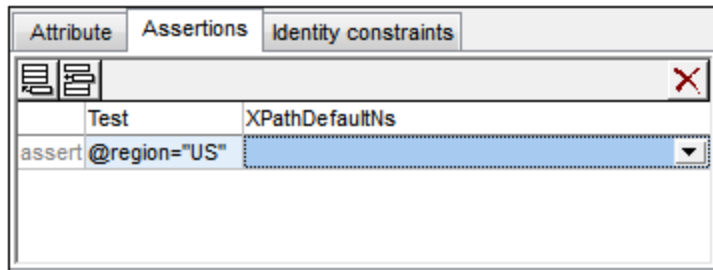 Attribute Assertions Identity constraints
Test XPathDefaultNs
assert @region="US"